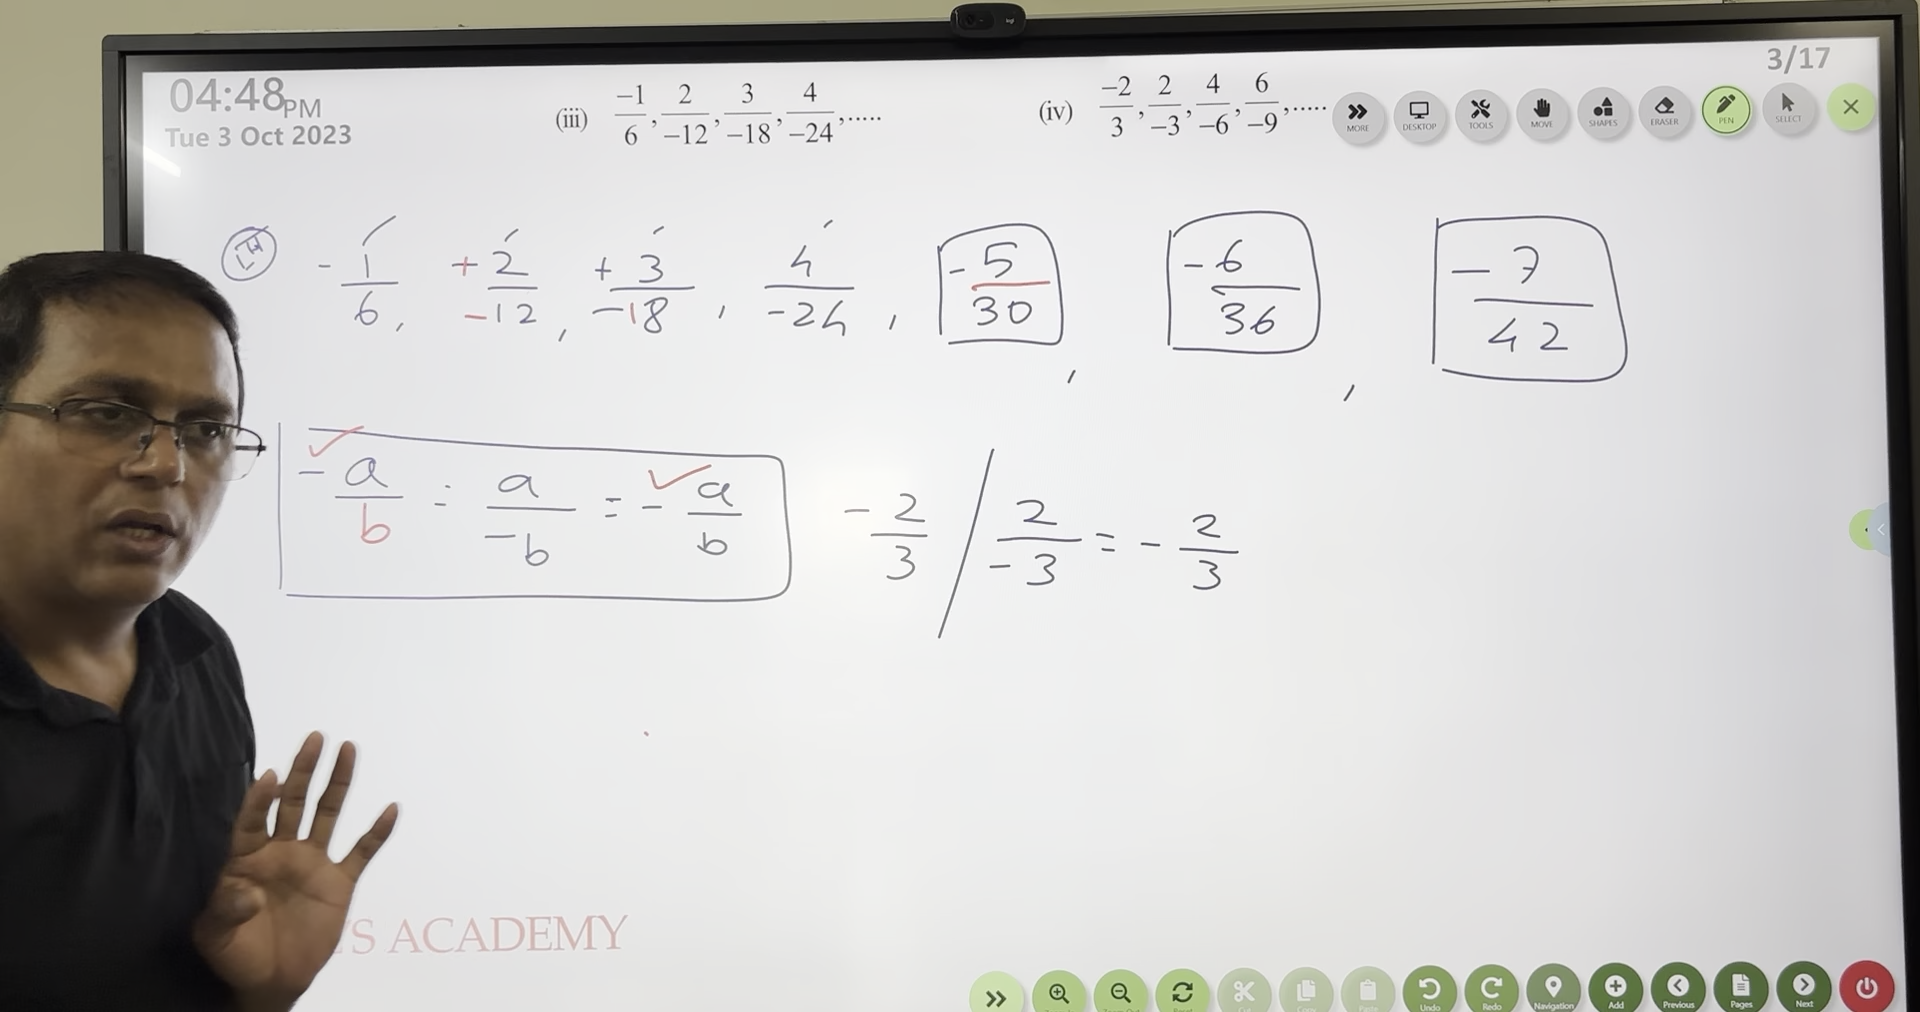 04:48PM
Tue 3 Oct 2023
(iii) -1/6, 2/-12, 3/-18, 4/-24, .....
(iv) -2/3, 2/-3, 4/-6, 6/-9, .....
3/17
MORE DESKTOP TOOLS MOVE SHAPES ERASER PEN SELECT
-1/6, +2/-12, +3/-18, 4/-24, -5/30, -6/36, -7/42
-a/b = a/-b = -a/b
-2/3 / 2/-3 = -2/3
S ACADEMY
Undo Redo Navigation Add Previous Pages Next